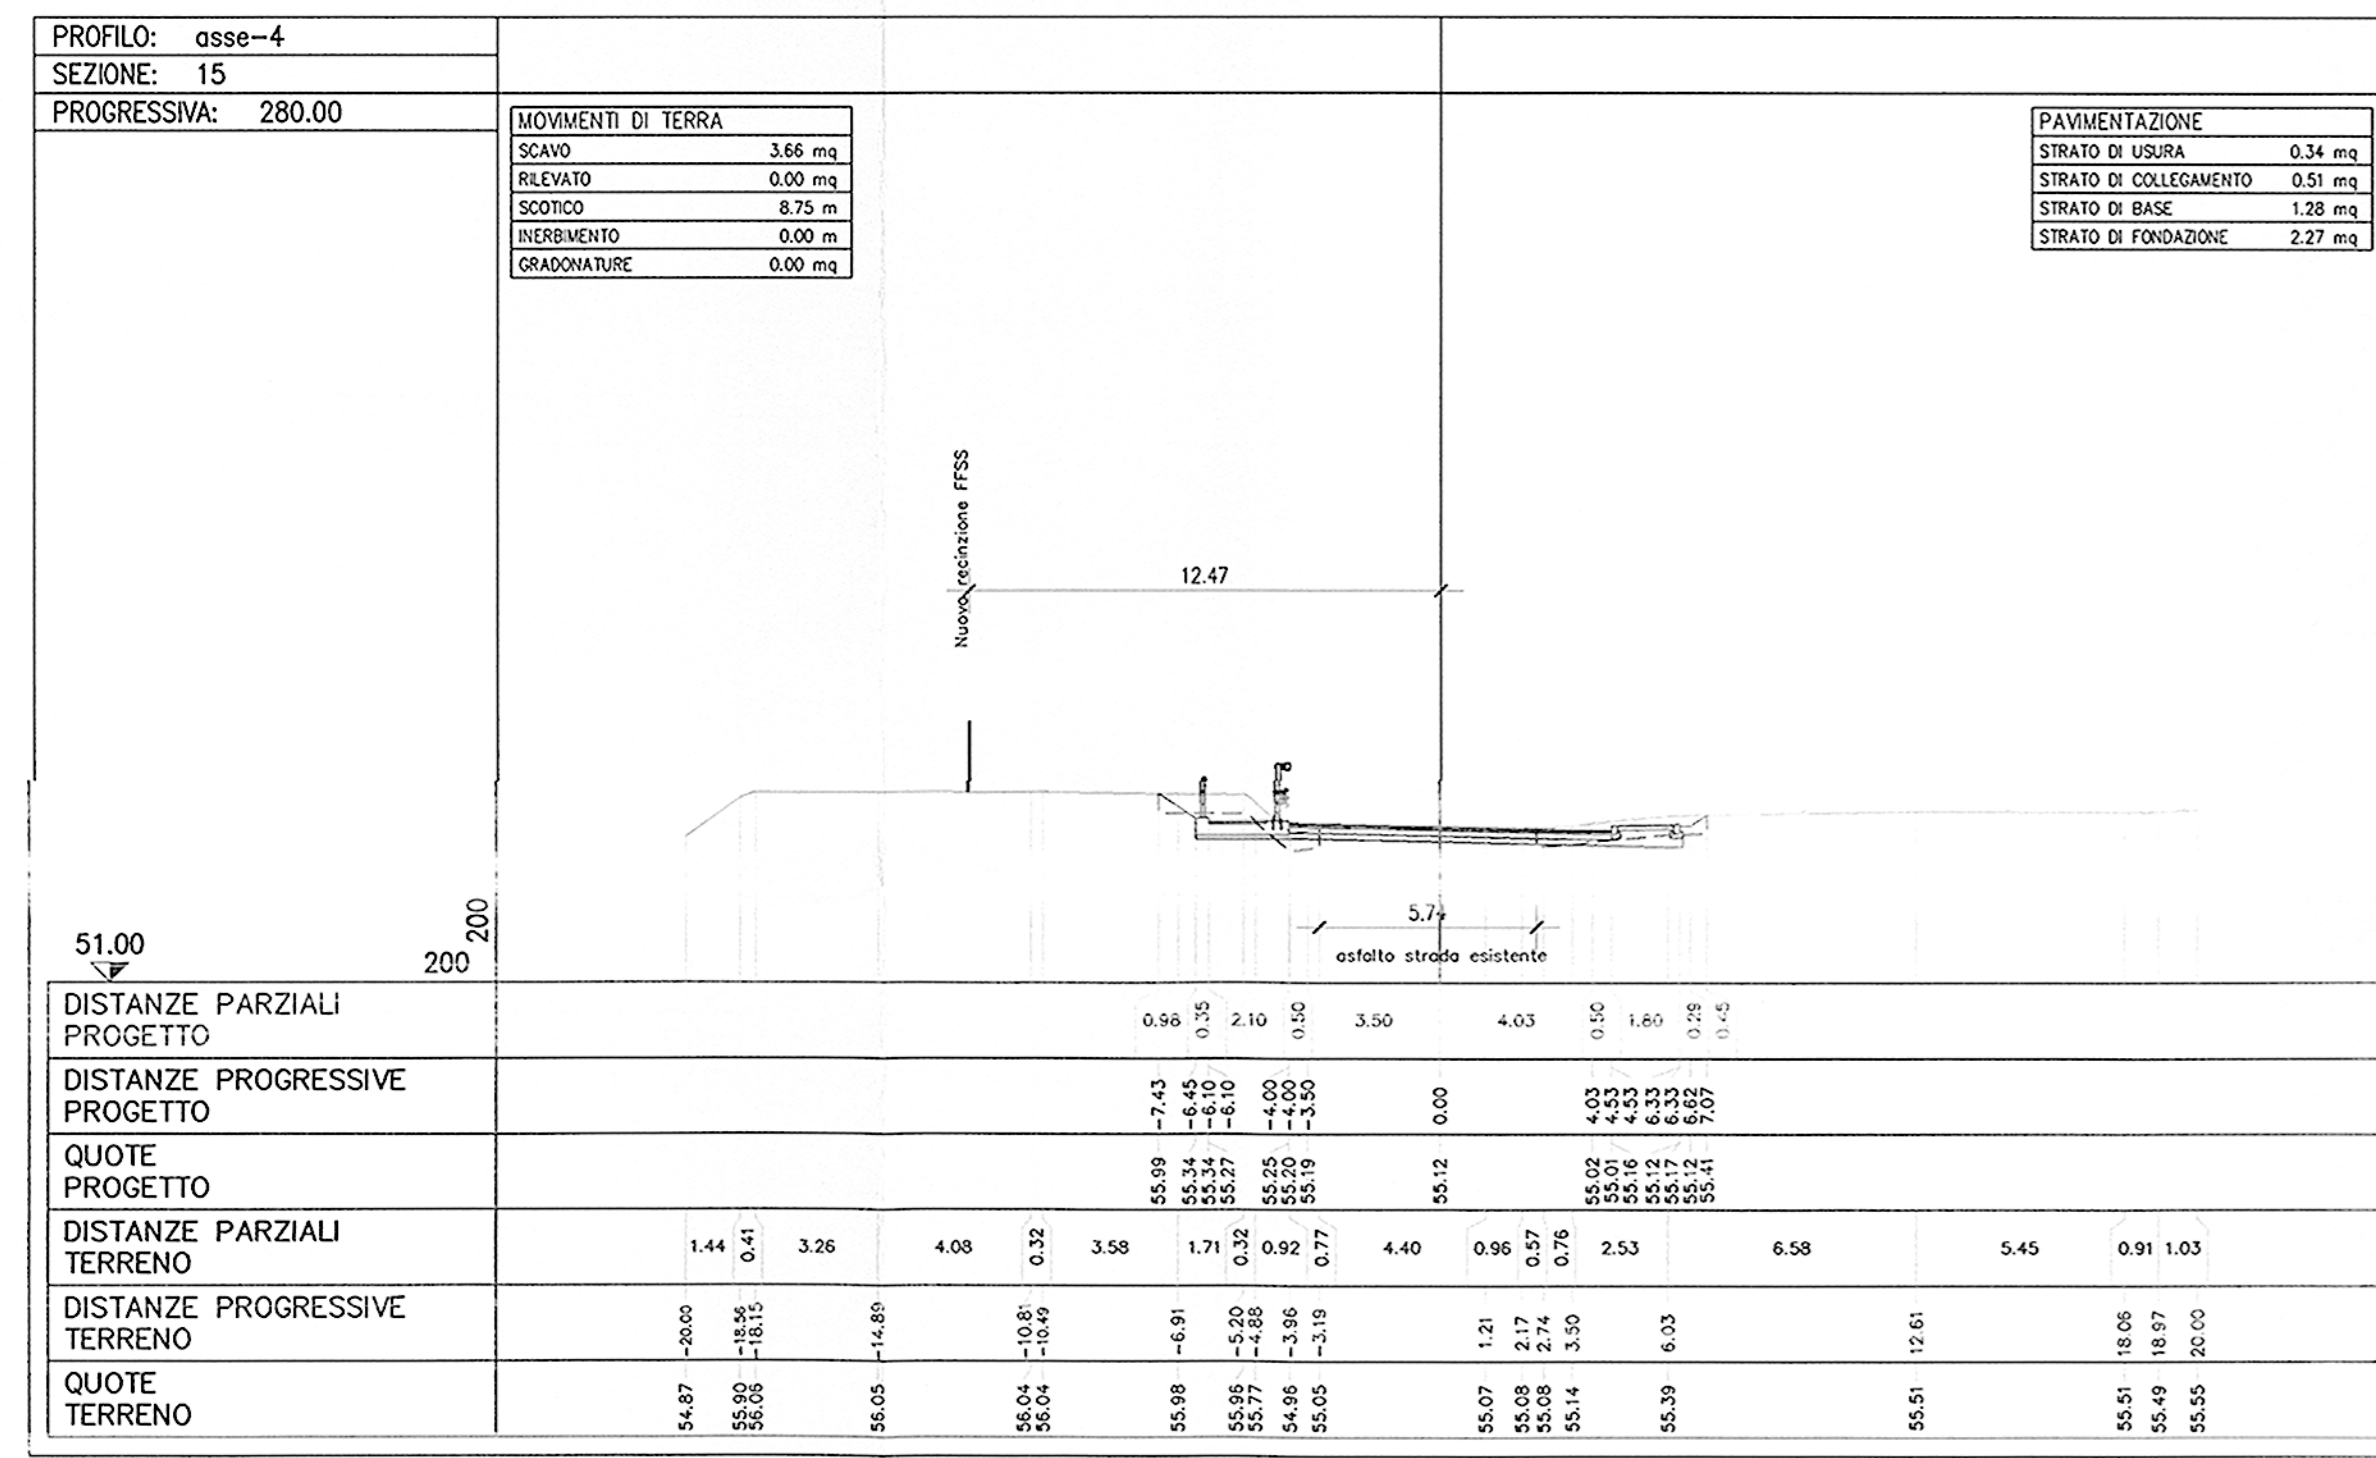 PROFILO: asse-4
SEZIONE: 15
PROGRESSIVA: 280.00
MOVIMENTI DI TERRA
SCAVO 3.66 mq
RILEVATO 0.00 mq
SCOTICO 8.75 m
INERBIMENTO 0.00 m
GRADONATURE 0.00 mq
PAVIMENTAZIONE
STRATO DI USURA 0.34 mq
STRATO DI COLLEGAMENTO 0.51 mq
STRATO DI BASE 1.28 mq
STRATO DI FONDAZIONE 2.27 mq
Nuova recinzione FFSS
12.47
5.74
asfalto strada esistente
51.00
200
200
DISTANZE PARZIALI
PROGETTO
0.98 0.35 2.10 0.50 3.50 4.03 0.50 1.80 0.29 0.45
DISTANZE PROGRESSIVE
PROGETTO
-7.43 -6.45 -6.10 -6.10 -4.00 -4.00 -3.50 0.00 4.03 4.53 4.53 6.33 6.33 6.62 7.07
QUOTE
PROGETTO
55.99 55.34 55.34 55.27 55.25 55.20 55.19 55.12 55.02 55.01 55.16 55.12 55.17 55.12 55.41
DISTANZE PARZIALI
TERRENO
1.44 0.41 3.26 4.08 0.32 3.58 1.71 0.32 0.92 0.77 4.40 0.96 0.57 0.76 2.53 6.58 5.45 0.91 1.03
DISTANZE PROGRESSIVE
TERRENO
-20.00 -18.56 -18.15 -14.89 -10.81 -10.49 -6.91 -5.20 -4.88 -3.96 -3.19 1.21 2.17 2.74 3.50 6.03 12.61 18.06 18.97 20.00
QUOTE
TERRENO
54.87 55.90 56.06 56.05 56.04 56.04 55.98 55.96 55.77 54.96 55.05 55.07 55.08 55.08 55.14 55.39 55.51 55.51 55.49 55.55